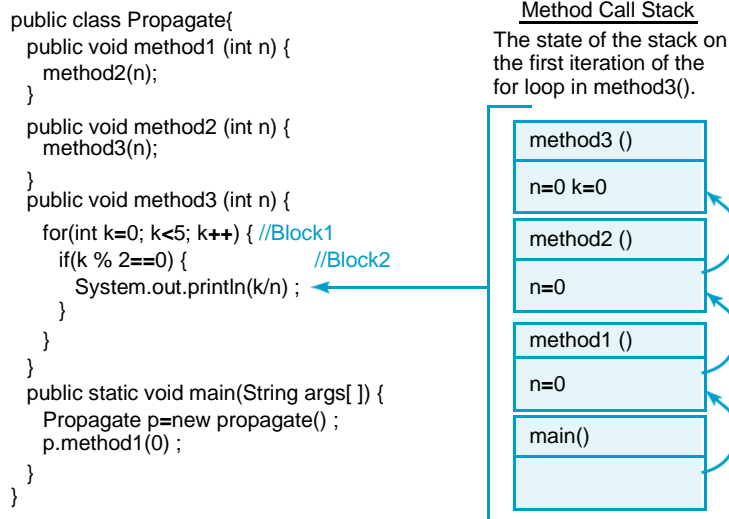 public class Propagate{
public void method1 (int n) {
method2(n);
}
public void method2 (int n) {
method3(n);
}
public void method3 (int n) {
for(int k=0; k<5; k++) { //Block1
if(k % 2==0) { //Block2
System.out.println(k/n) ;
}
}
}
public static void main(String args[ ]) {
Propagate p=new propagate() ;
p.method1(0) ;
}
}
Method Call Stack
The state of the stack on
the first iteration of the
for loop in method3().
method3 ()
n=0 k=0
method2 ()
n=0
method1 ()
n=0
main()